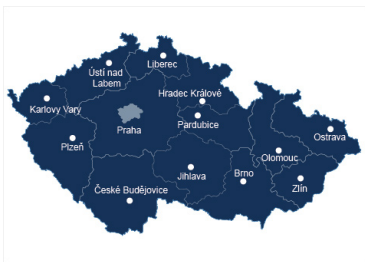 Liberec
Ústí nad
Labem
Hradec Králové
Karlovy Vary
Praha
Pardubice
Ostrava
Plzeň
Olomouc
České Budějovice
Jihlava
Brno
Zlín